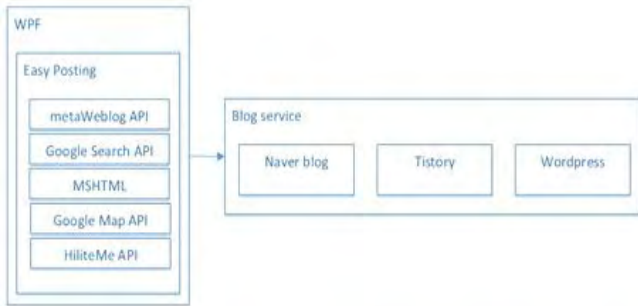 WPF
Easy Posting
metaWeblog API
Google Search API
MSHTML
Google Map API
HiliteMe API
Blog service
Naver blog
Tistory
Wordpress